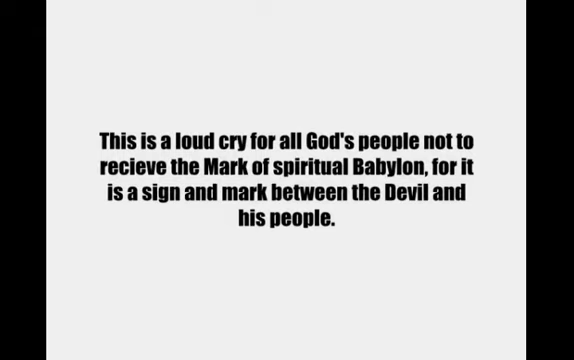 This is a loud cry for all God's people not to
recieve the Mark of spiritual Babylon, for it
is a sign and mark between the Devil and
his people.